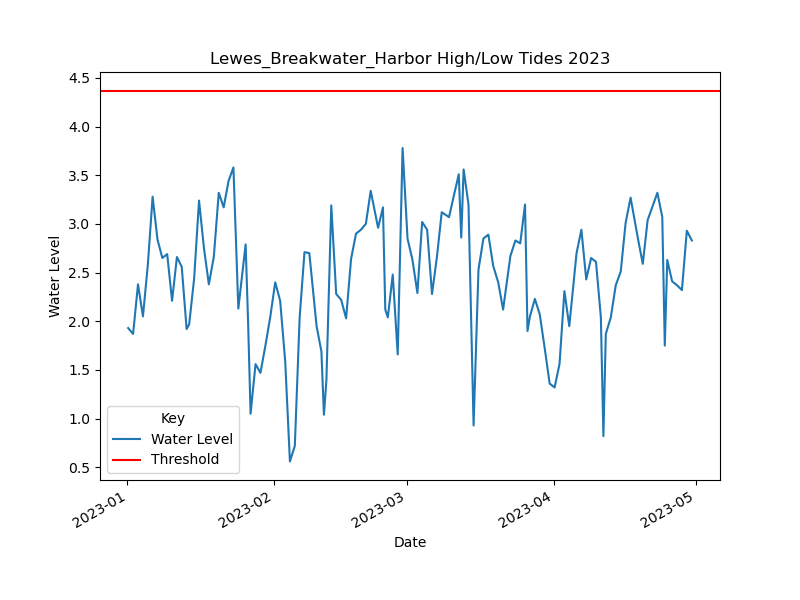 Lewes_Breakwater_Harbor High/Low Tides 2023
4.5
4.0
3.5
3.0
2.5
2.0
1.5
1.0
0.5
Water Level
Key
Water Level
Threshold
2023-01
2023-02
2023-03
2023-04
2023-05
Date